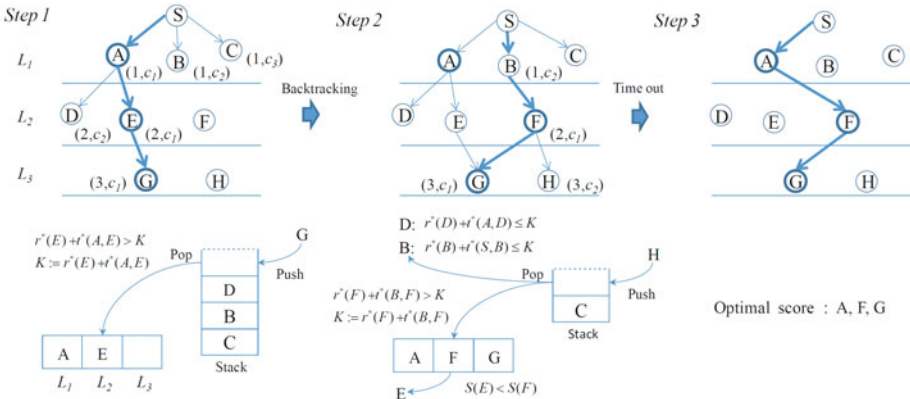 Step 1
S
A
B
C
L₁
(1,c₁)
(1,c₂)
(1,c₃)
D
E
F
L₂
(2,c₂)
(2,c₁)
G
H
L₃
(3,c₁)
r*(E)+t*(A,E)>K
K:=r*(E)+t*(A,E)
Pop
G
Push
D
B
C
Stack
A E
L₁ L₂ L₃
Backtracking
Step 2
S
A
B
C
(1,c₂)
D
E
F
(2,c₁)
G
H
(3,c₁)
(3,c₂)
D: r*(D)+t*(A,D)≤K
B: r*(B)+t*(S,B)≤K
Pop
H
Push
C
Stack
r*(F)+t*(B,F)>K
K:=r*(F)+t*(B,F)
A F G
E
S(E)<S(F)
Time out
Step 3
S
A
B
C
D
E
F
G
H
Optimal score : A, F, G